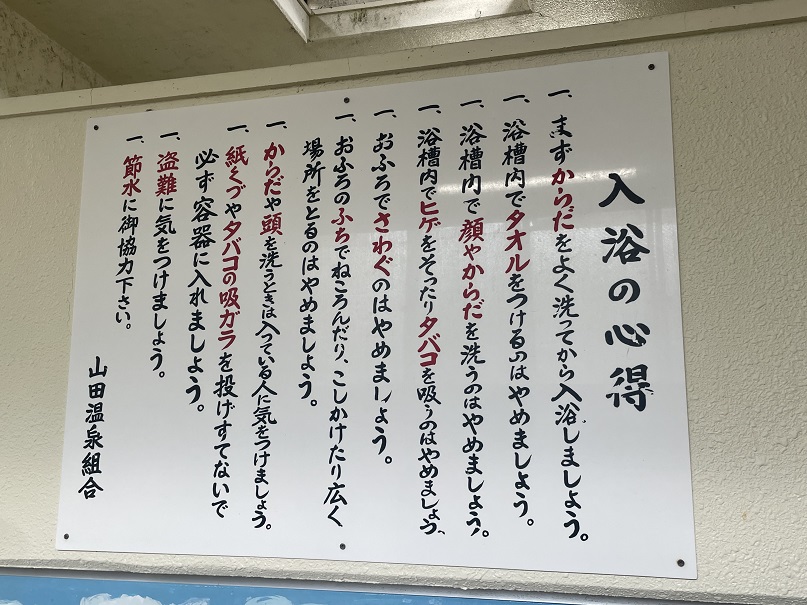 入浴の心得
一、まずからだをよく洗ってから入浴しましょう。
一、浴槽内でタオルをつけるのはやめましょう。
一、浴槽内で顔やからだを洗うのはやめましょう。
一、浴槽内でヒゲをそったりタバコを吸うのはやめましょう、
一、おふろでさわぐのはやめましょう。
一、おふろのふちでねころんだり、こしかけたり広く
場所をとるのはやめましょう。
一、からだや頭を洗うときは入っている人に気をつけましょう。
一、紙くづやタバコの吸ガラを投げすてないで
必ず容器に入れましょう。
一、盗難に気をつけましょう。
一、節水に御協力下さい。
山田温泉組合